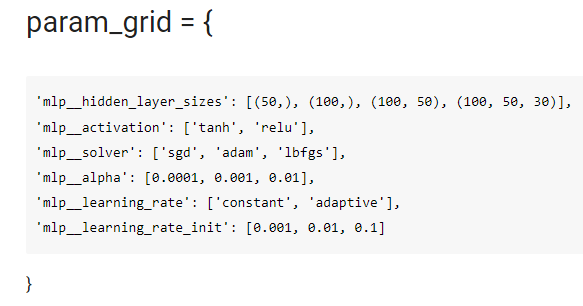 param_grid = {
'mlp__hidden_layer_sizes': [(50,), (100,), (100, 50), (100, 50, 30)],
'mlp__activation': ['tanh', 'relu'],
'mlp__solver': ['sgd', 'adam', 'lbfgs'],
'mlp__alpha': [0.0001, 0.001, 0.01],
'mlp__learning_rate': ['constant', 'adaptive'],
'mlp__learning_rate_init': [0.001, 0.01, 0.1]
}